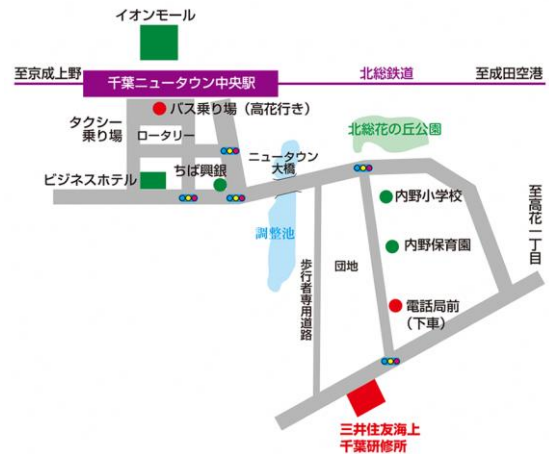 イオンモール
至京成上野
千葉ニュータウン中央駅
北総鉄道
至成田空港
バス乗り場(高花行き)
タクシー
乗り場
ロータリー
北総花の丘公園
ニュータウン
大橋
ちば興銀
ビジネスホテル
内野小学校
至高花一丁目
調整池
内野保育園
歩行者専用道路
団地
電話局前
(下車)
三井住友海上
千葉研修所